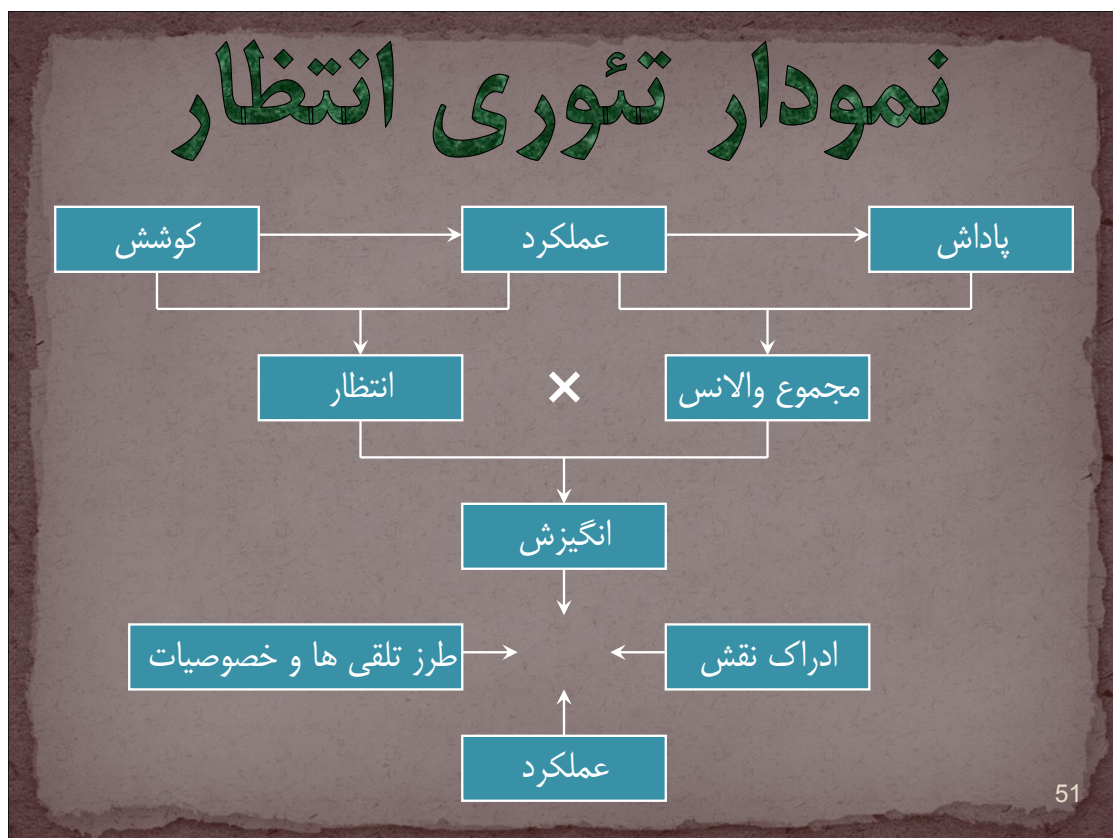 نمودار تئوری انتظار
کوشش
عملکرد
پاداش
انتظار
×
مجموع والانس
انگیزش
طرز تلقی ها و خصوصیات
ادراک نقش
عملکرد
51